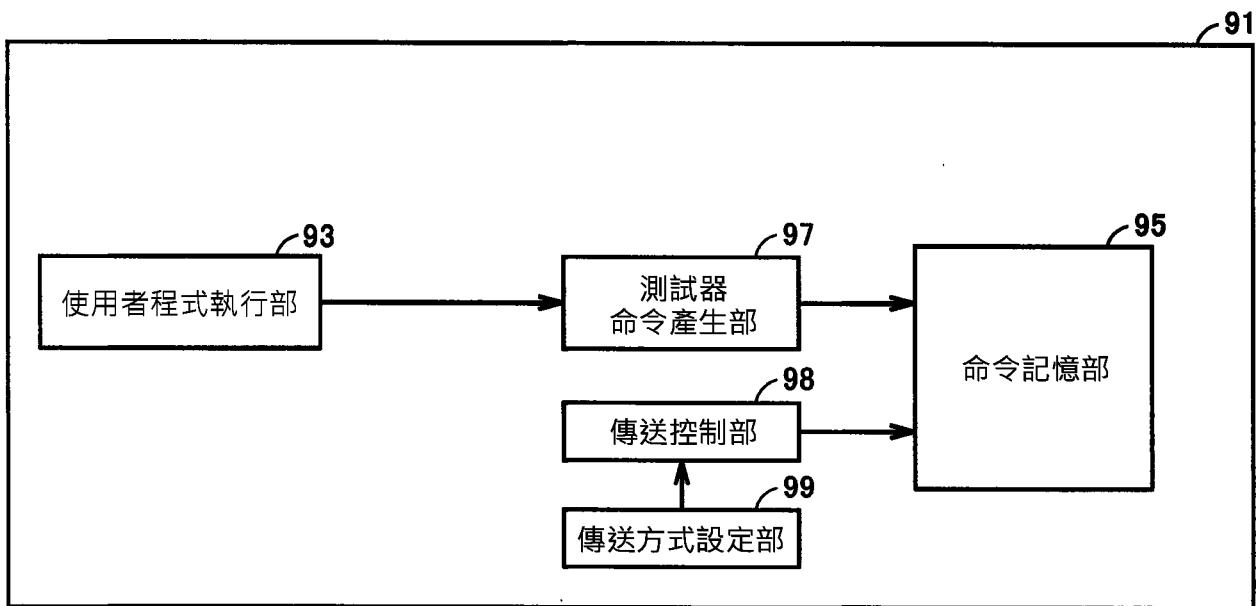 91
93
使用者程式執行部
97
測試器
命令產生部
95
命令記憶部
98
傳送控制部
99
傳送方式設定部